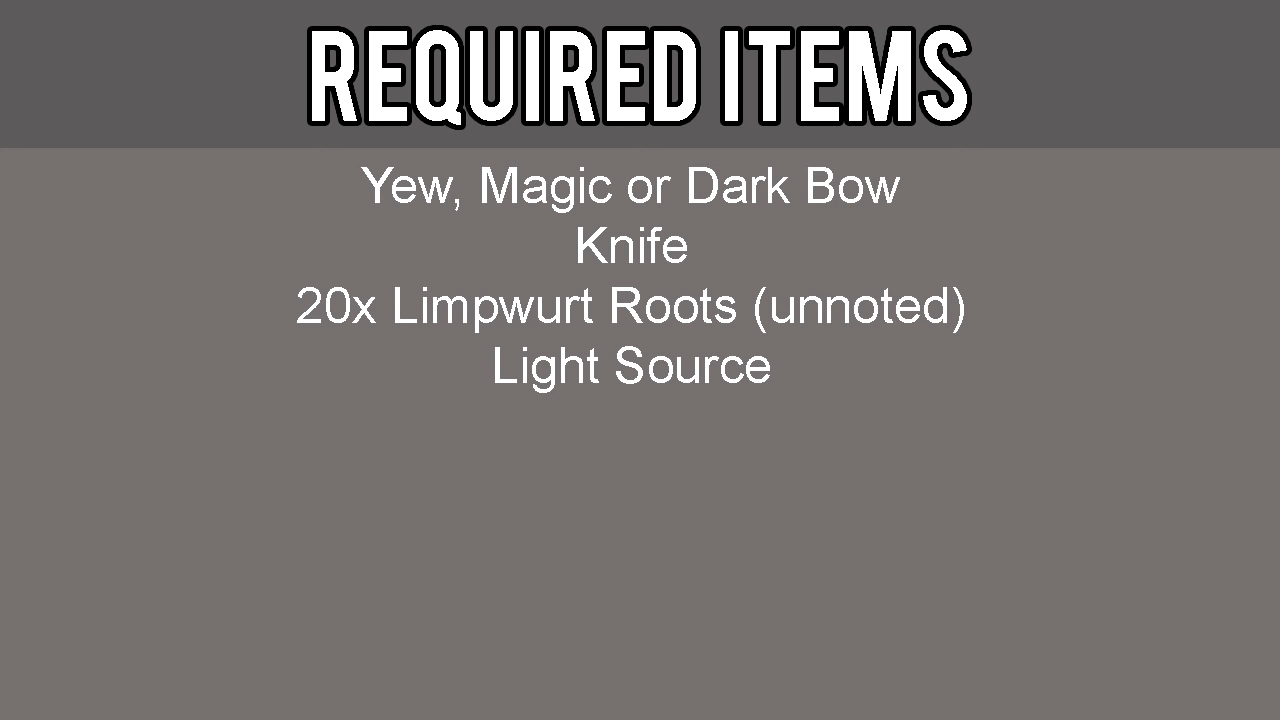 REQUIRED ITEMS
Yew, Magic or Dark Bow
Knife
20x Limpwurt Roots (unnoted)
Light Source